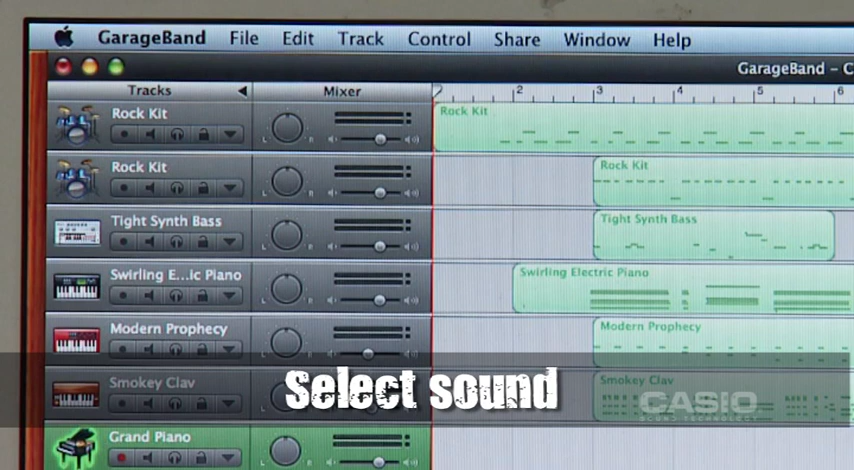 GarageBand File Edit Track Control Share Window Help
GarageBand – C
Tracks Mixer 2 3 4 5 6
Rock Kit Rock Kit
Rock Kit Rock Kit
Tight Synth Bass Tight Synth Bass
Swirling E...ic Piano Swirling Electric Piano
Modern Prophecy Modern Prophecy
Select sound
Smokey Clav Smokey Clav
CASIO
SOUND TECHNOLOGY
Grand Piano